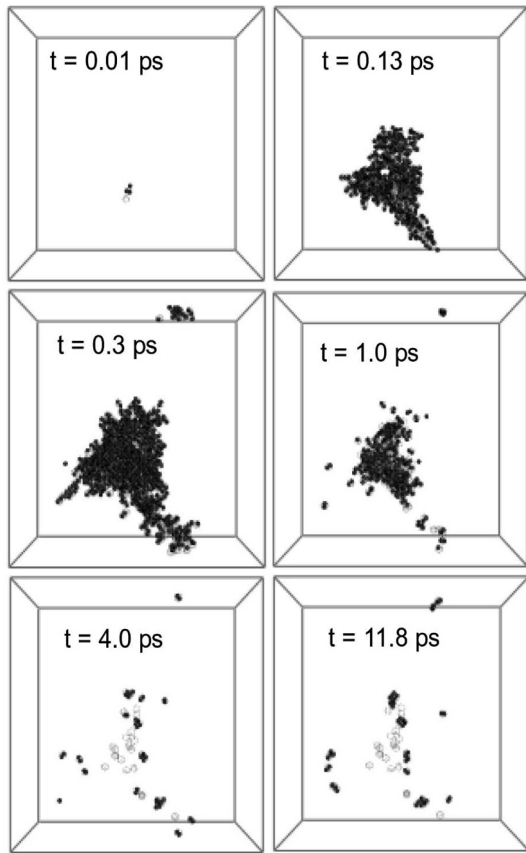 t = 0.01 ps
t = 0.13 ps
t = 0.3 ps
t = 1.0 ps
t = 4.0 ps
t = 11.8 ps